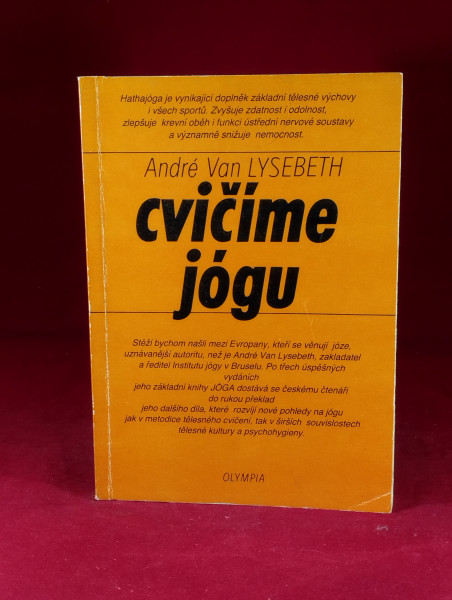 Hathajóga je vynikající doplněk základní tělesné výchovy
i všech sportů. Zvyšuje zdatnost i odolnost,
zlepšuje krevní oběh i funkci ústřední nervové soustavy
a významně snižuje nemocnost.
André Van LYSEBETH
cvičíme
jógu
Stěží bychom našli mezi Evropany, kteří se věnují józe,
uznávanější autoritu, než je André Van Lysebeth, zakladatel
a ředitel Institutu jógy v Bruselu. Po třech úspěšných
vydáních
jeho základní knihy JÓGA dostává se českému čtenáři
do rukou překlad
jeho dalšího díla, které rozvíjí nové pohledy na jógu
jak v metodice tělesného cvičení, tak v širších souvislostech
tělesné kultury a psychohygieny.
OLYMPIA